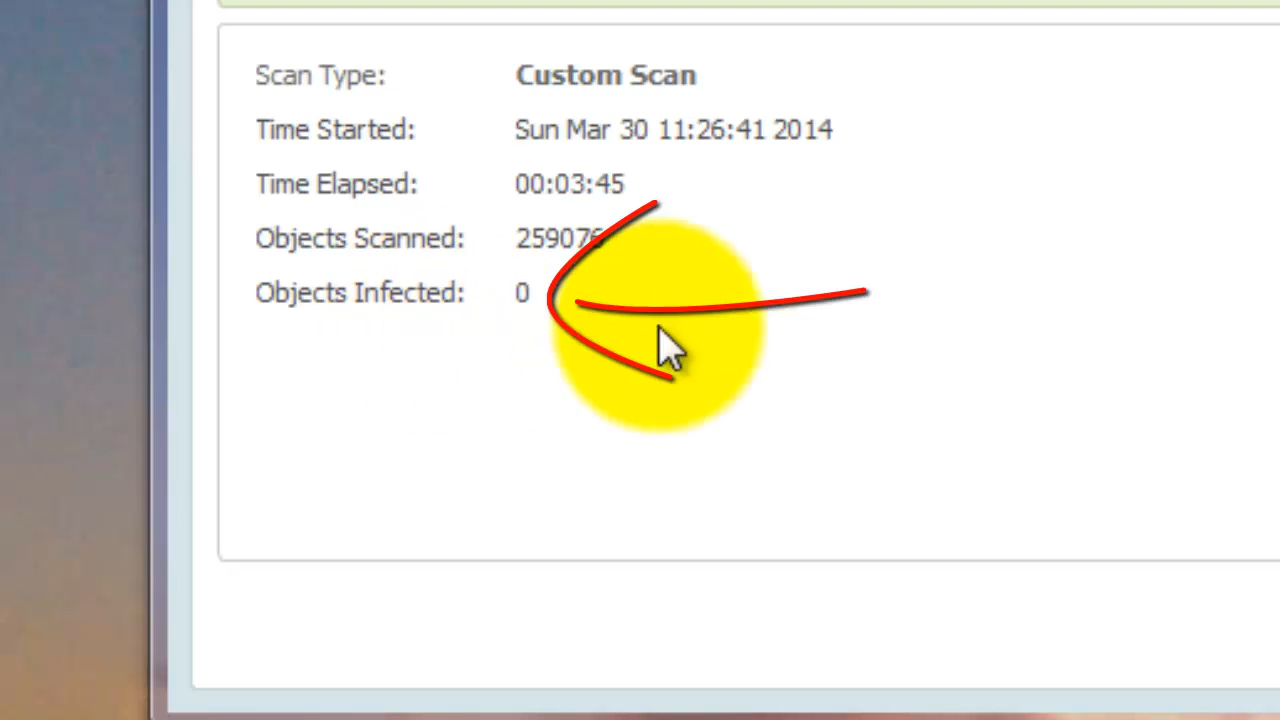 Scan Type: Custom Scan
Time Started: Sun Mar 30 11:26:41 2014
Time Elapsed: 00:03:45
Objects Scanned: 259076
Objects Infected: 0